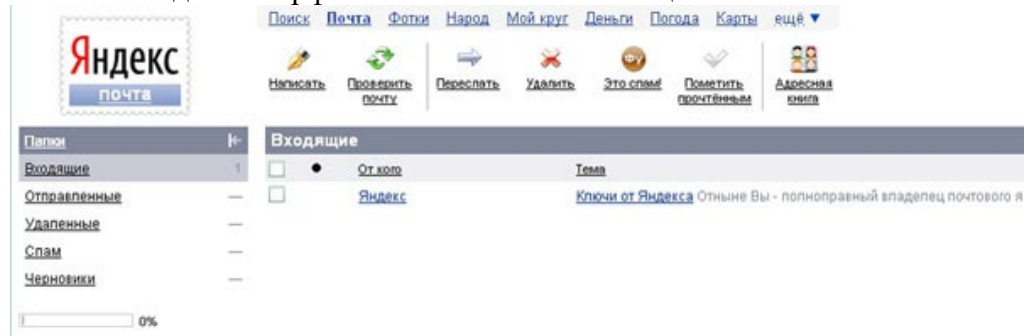 Поиск Почта Фотки Народ Мой круг Деньги Погода Карты ещё ▼
Яндекс
почта
Написать Проверить почту Переслать Удалить Это спам! Пометить прочтённым Адресная книга
фу
Папки
Входящие 1
Отправленные —
Удаленные —
Спам —
Черновики —
0%
Входящие
От кого Тема
Яндекс Ключи от Яндекса Отныне Вы - полноправный владелец почтового я